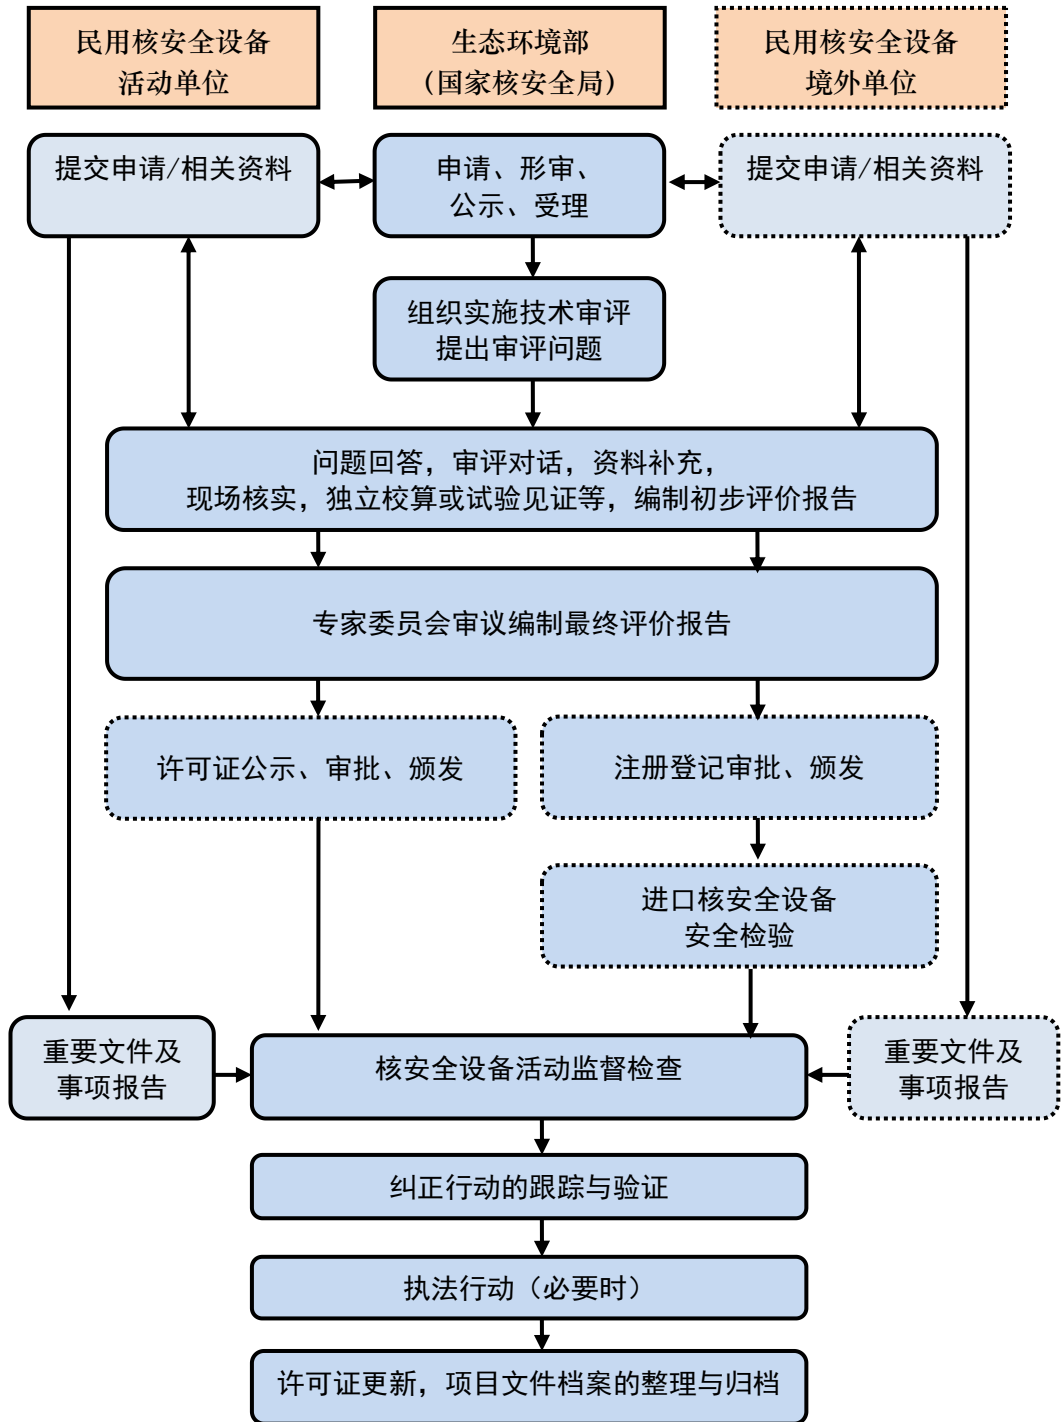 民用核安全设备
活动单位
生态环境部
(国家核安全局)
民用核安全设备
境外单位
提交申请/相关资料
申请、形审、
公示、受理
提交申请/相关资料
组织实施技术审评
提出审评问题
问题回答，审评对话，资料补充，
现场核实，独立校算或试验见证等，编制初步评价报告
专家委员会审议编制最终评价报告
许可证公示、审批、颁发
注册登记审批、颁发
进口核安全设备
安全检验
重要文件及
事项报告
核安全设备活动监督检查
重要文件及
事项报告
纠正行动的跟踪与验证
执法行动（必要时）
许可证更新，项目文件档案的整理与归档